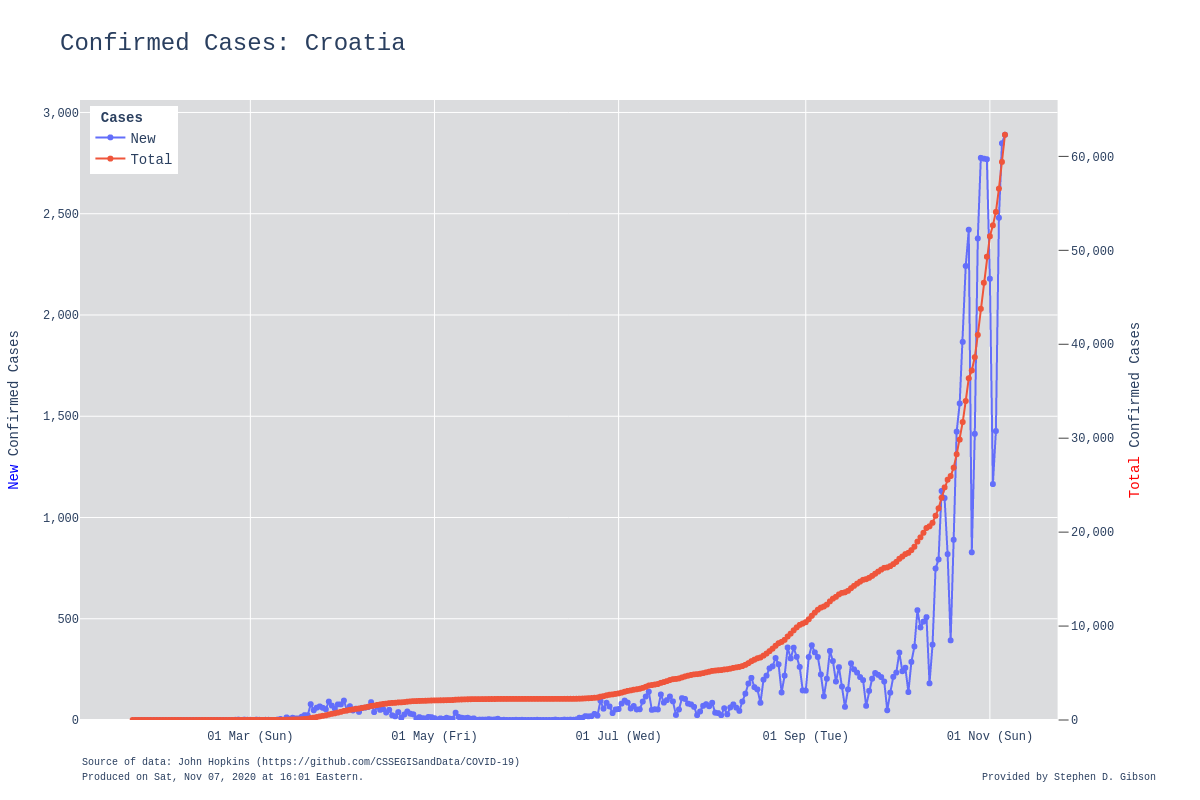 Confirmed Cases: Croatia
Cases
New
Total
3,000
2,500
2,000
1,500
1,000
500
0
60,000
50,000
40,000
30,000
20,000
10,000
0
New Confirmed Cases
Total Confirmed Cases
01 Mar (Sun)
01 May (Fri)
01 Jul (Wed)
01 Sep (Tue)
01 Nov (Sun)
Source of data: John Hopkins (https://github.com/CSSEGISandData/COVID-19)
Produced on Sat, Nov 07, 2020 at 16:01 Eastern.
Provided by Stephen D. Gibson